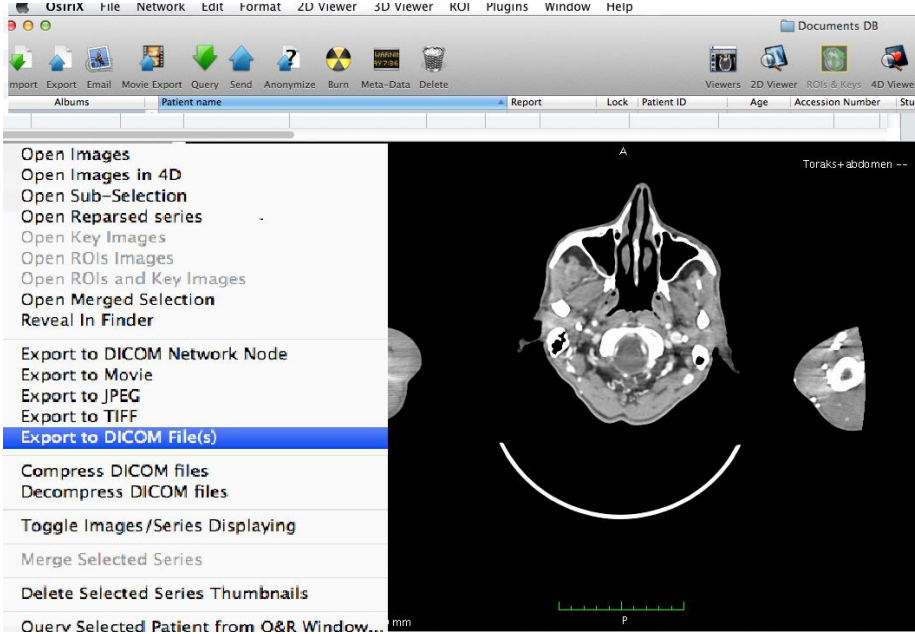 OsiriX File Network Edit Format 2D Viewer 3D Viewer ROI Plugins Window Help
Documents DB
mport Export Email Movie Export Query Send Anonymize Burn Meta-Data Delete Viewers 2D Viewer ROIs & Keys 4D Viewe
Albums Patient name Report Lock Patient ID Age Accession Number Stu
Open Images
Open Images in 4D
Open Sub-Selection
Open Reparsed series
Open Key Images
Open ROIs Images
Open ROIs and Key Images
Open Merged Selection
Reveal In Finder
Export to DICOM Network Node
Export to Movie
Export to JPEG
Export to TIFF
Export to DICOM File(s)
Compress DICOM files
Decompress DICOM files
Toggle Images/Series Displaying
Merge Selected Series
Delete Selected Series Thumbnails
Query Selected Patient from Q&R Window...
A
Toraks+abdomen --
mm
P